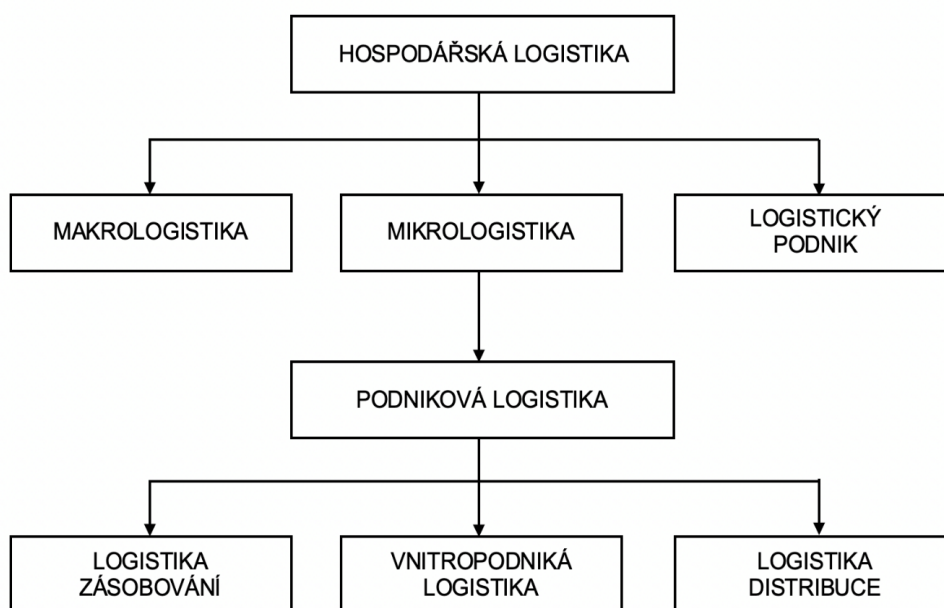 HOSPODÁŘSKÁ LOGISTIKA
MAKROLOGISTIKA
MIKROLOGISTIKA
LOGISTICKÝ
PODNIK
PODNIKOVÁ LOGISTIKA
LOGISTIKA
ZÁSOBOVÁNÍ
VNITROPODNIKÁ
LOGISTIKA
LOGISTIKA
DISTRIBUCE